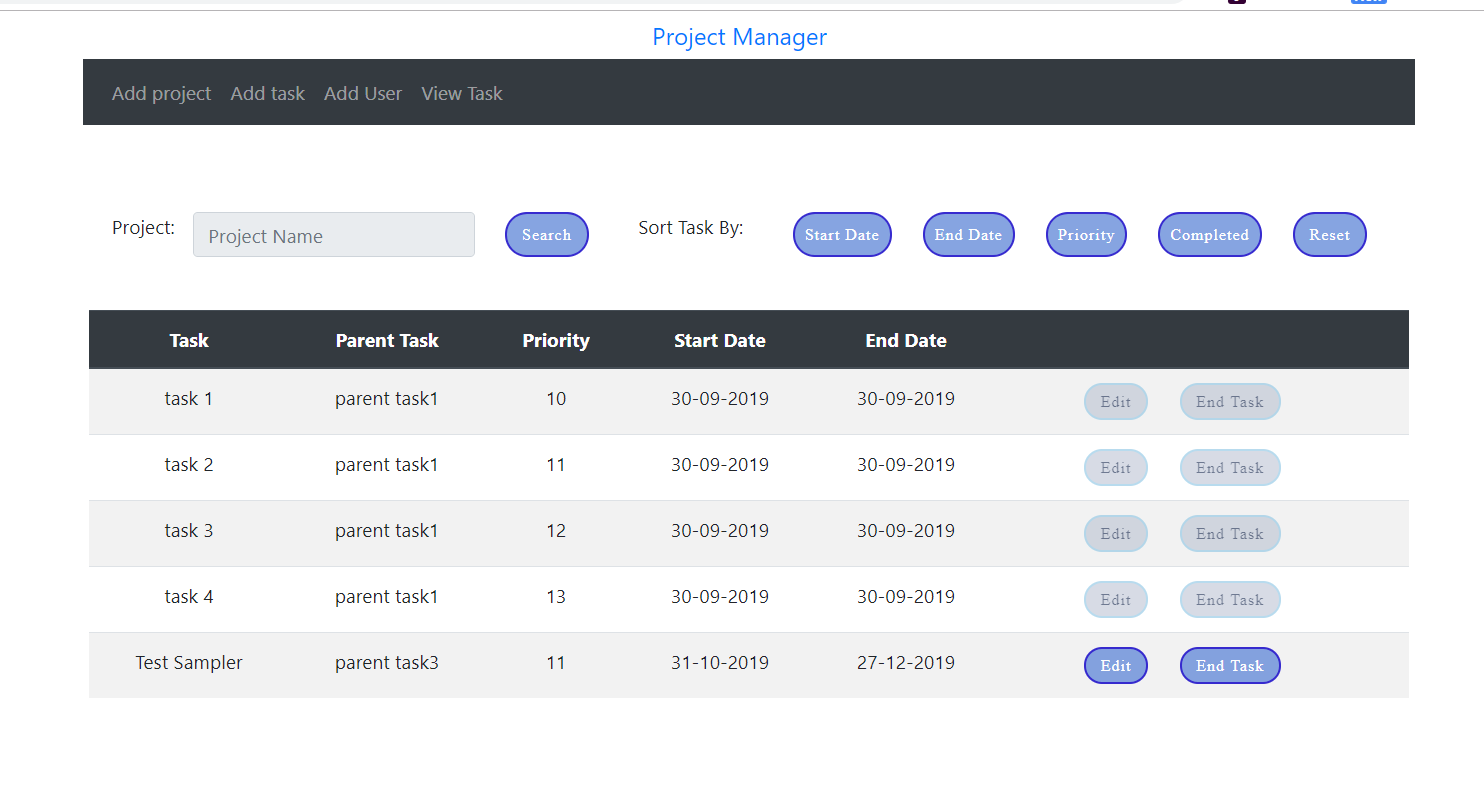 Project Manager
Add project Add task Add User View Task
Project: Project Name Search Sort Task By: Start Date End Date Priority Completed Reset
Task Parent Task Priority Start Date End Date
task 1 parent task1 10 30-09-2019 30-09-2019 Edit End Task
task 2 parent task1 11 30-09-2019 30-09-2019 Edit End Task
task 3 parent task1 12 30-09-2019 30-09-2019 Edit End Task
task 4 parent task1 13 30-09-2019 30-09-2019 Edit End Task
Test Sampler parent task3 11 31-10-2019 27-12-2019 Edit End Task